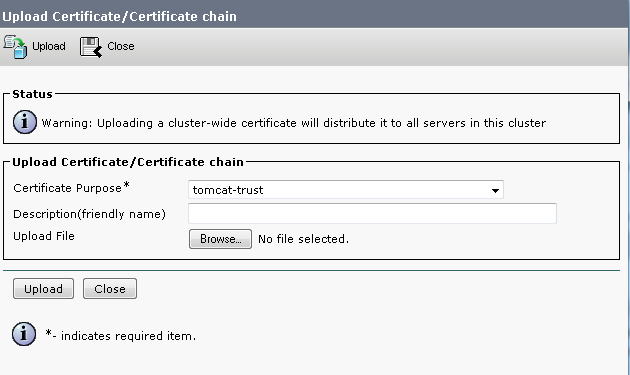 Upload Certificate/Certificate chain
Upload Close
Status
Warning: Uploading a cluster-wide certificate will distribute it to all servers in this cluster
Upload Certificate/Certificate chain
Certificate Purpose* tomcat-trust
Description(friendly name)
Upload File Browse... No file selected.
Upload Close
*- indicates required item.